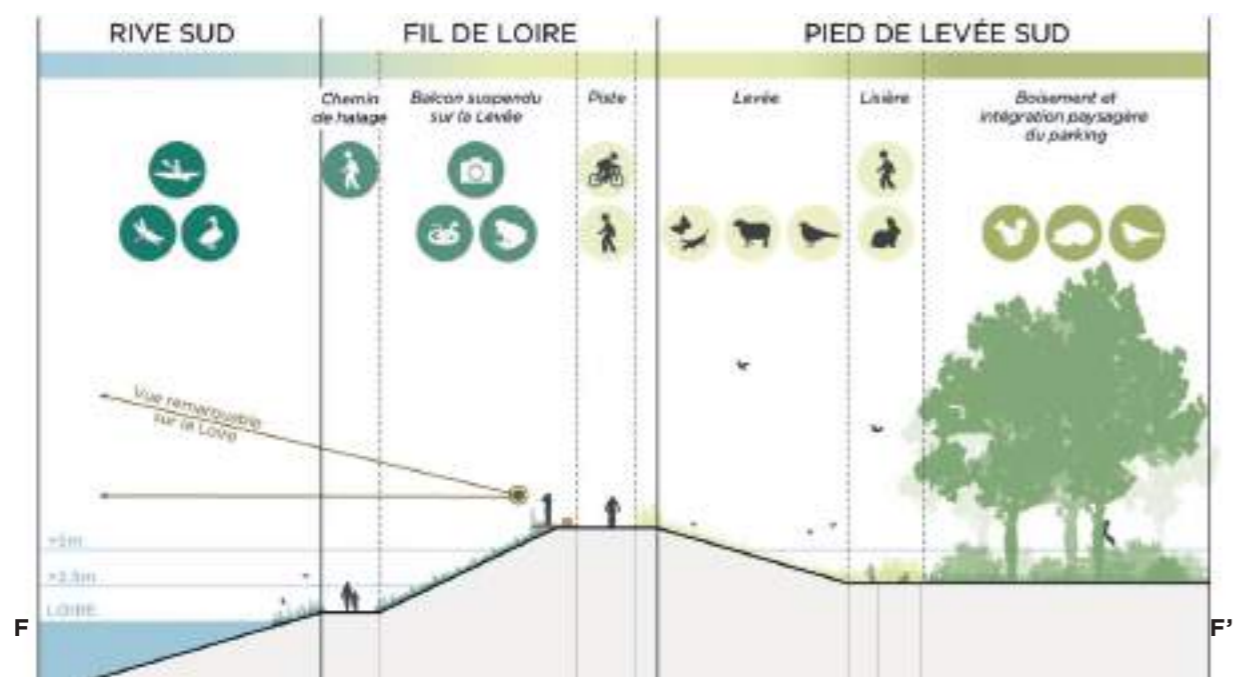 RIVE SUD
FIL DE LOIRE
PIED DE LEVÉE SUD
Chemin
de halage
Balcon suspendu
sur la Levée
Piste
Levée
Lisière
Boisement et
intégration paysagère
du parking
Vue remarquable
sur la Loire
+5m
+2,5m
LOIRE
F
F'